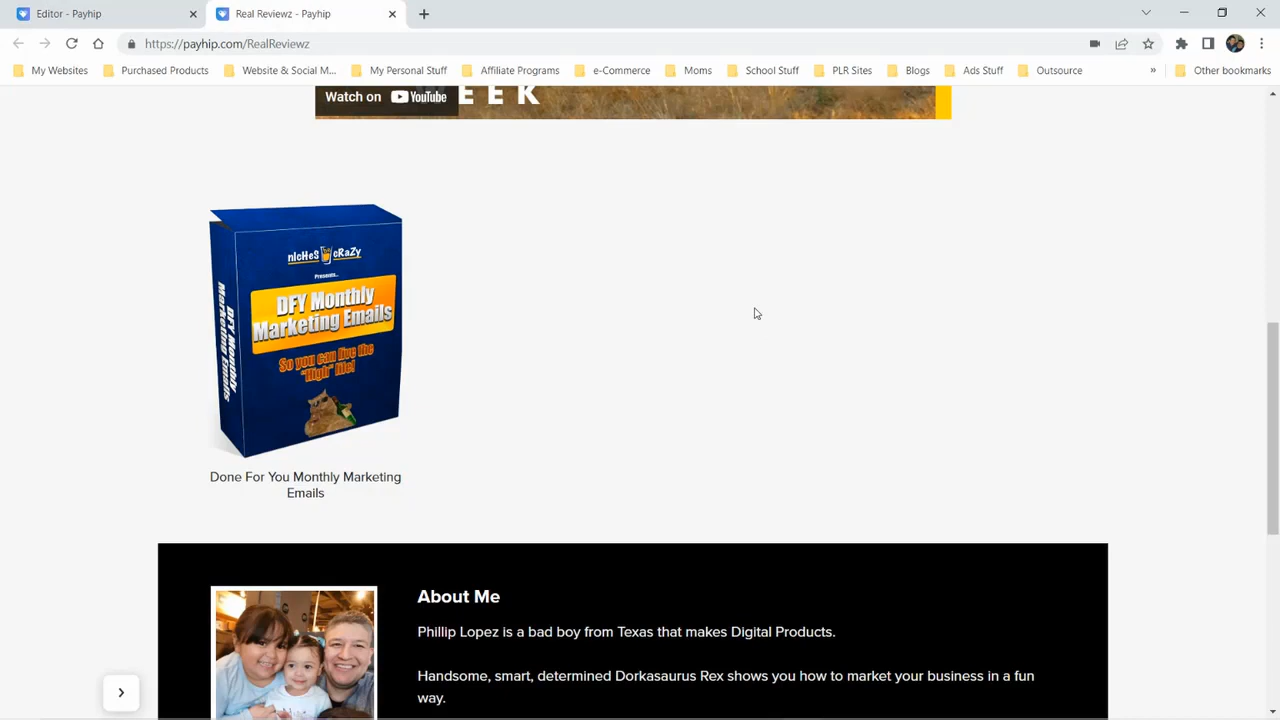 Editor - Payhip
Real Reviewz - Payhip
https://payhip.com/RealReviewz
My Websites
Purchased Products
Website & Social M...
My Personal Stuff
Affiliate Programs
e-Commerce
Moms
School Stuff
PLR Sites
Blogs
Ads Stuff
Outsource
»
Other bookmarks
Watch on YouTube
WEEK
nIcHeS cRaZy
Presents...
DFY Monthly
Marketing Emails
So you can live the
"High" life!
DFY Monthly
Marketing Emails
Done For You Monthly Marketing
Emails
About Me
Phillip Lopez is a bad boy from Texas that makes Digital Products.
Handsome, smart, determined Dorkasaurus Rex shows you how to market your business in a fun
way.